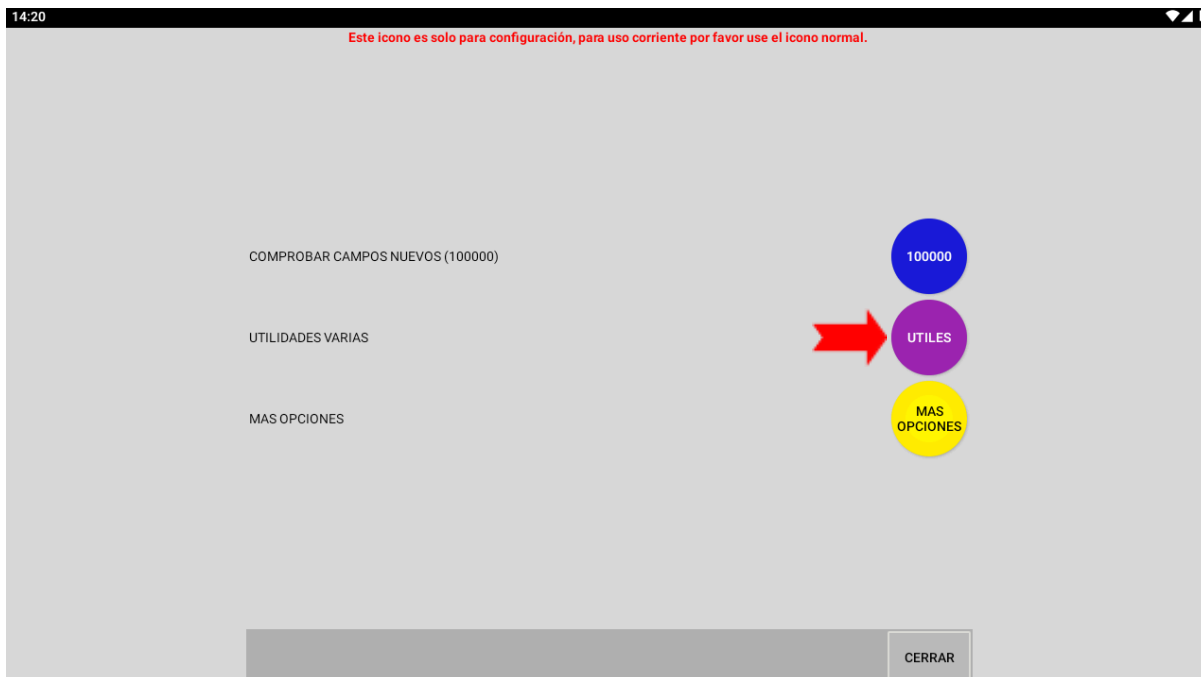 14:20
Este icono es solo para configuración, para uso corriente por favor use el icono normal.
COMPROBAR CAMPOS NUEVOS (100000)
100000
UTILIDADES VARIAS
UTILES
MAS OPCIONES
MAS
OPCIONES
CERRAR